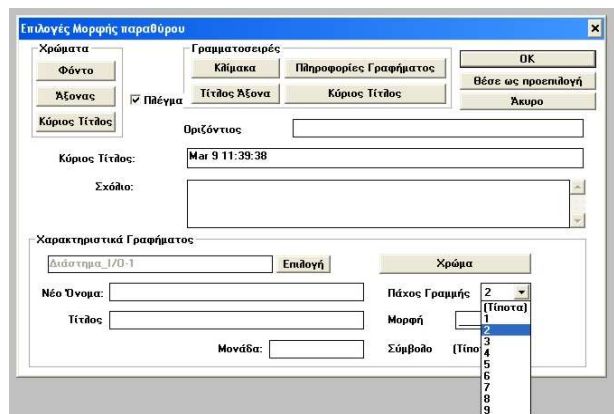 Επιλογές Μορφής παραθύρου
Χρώματα
Φόντο
Άξονας
Κύριος Τίτλος
Πλέγμα
Γραμματοσειρές
Κλίμακα
Πληροφορίες Γραφήματος
Τίτλος Άξονα
Κύριος Τίτλος
OK
Θέσε ως προεπιλογή
Άκυρο
Οριζόντιος
Κύριος Τίτλος:
Mar 9 11:39:38
Σχόλιο:
Χαρακτηριστικά Γραφήματος
Διάστημα_I/O-1
Επιλογή
Χρώμα
Νέο Όνομα:
Πάχος Γραμμής
2
Τίτλος
Μορφή
Μονάδα:
Σύμβολο
(Τίπο
(Τίποτα)
1
2
3
4
5
6
7
8
9